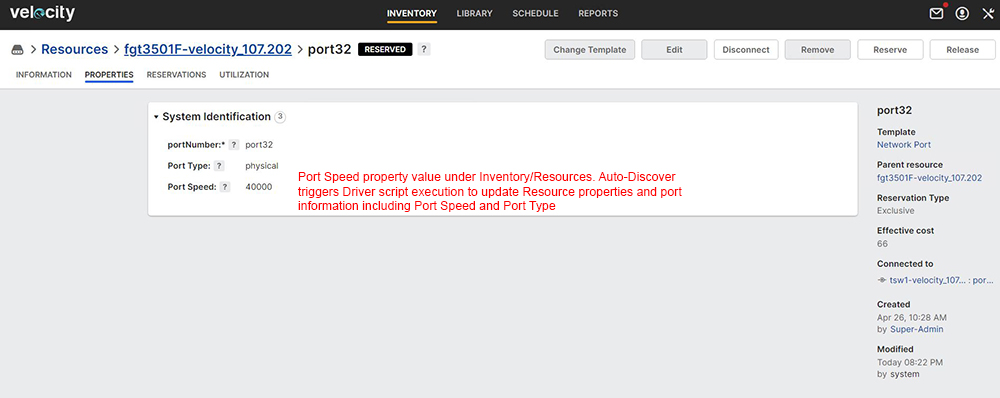 velocity
INVENTORY LIBRARY SCHEDULE REPORTS
Resources > fgt3501F-velocity_107.202 > port32 RESERVED ?
Change Template Edit Disconnect Remove Reserve Release
INFORMATION PROPERTIES RESERVATIONS UTILIZATION
System Identification 3
portNumber:* ? port32
Port Type: ? physical
Port Speed: ? 40000
Port Speed property value under Inventory/Resources. Auto-Discover
triggers Driver script execution to update Resource properties and port
information including Port Speed and Port Type
port32
Template
Network Port
Parent resource
fgt3501F-velocity_107.202
Reservation Type
Exclusive
Effective cost
66
Connected to
tsw1-velocity_107... : por...
Created
Apr 26, 10:28 AM
by Super-Admin
Modified
Today 08:22 PM
by system